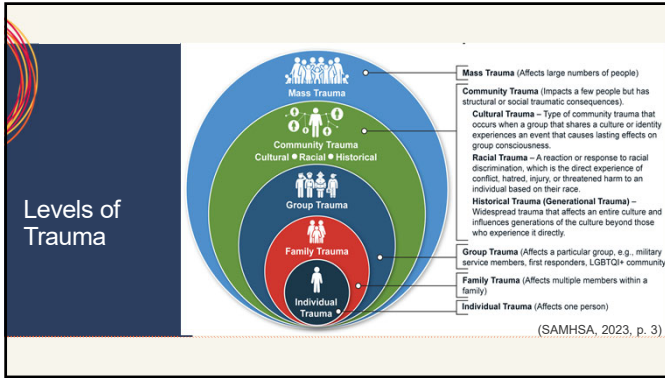 Levels of
Trauma
Mass Trauma
Community Trauma
Cultural ● Racial ● Historical
Group Trauma
Family Trauma
Individual
Trauma
Mass Trauma (Affects large numbers of people)
Community Trauma (Impacts a few people but has
structural or social traumatic consequences).
Cultural Trauma – Type of community trauma that
occurs when a group that shares a culture or identity
experiences an event that causes lasting effects on
group consciousness.
Racial Trauma – A reaction or response to racial
discrimination, which is the direct experience of
conflict, hatred, injury, or threatened harm to an
individual based on their race.
Historical Trauma (Generational Trauma) –
Widespread trauma that affects an entire culture and
influences generations of the culture beyond those
who experience it directly.
Group Trauma (Affects a particular group, e.g., military
service members, first responders, LGBTQI+ community
Family Trauma (Affects multiple members within a
family)
Individual Trauma (Affects one person)
(SAMHSA, 2023, p. 3)